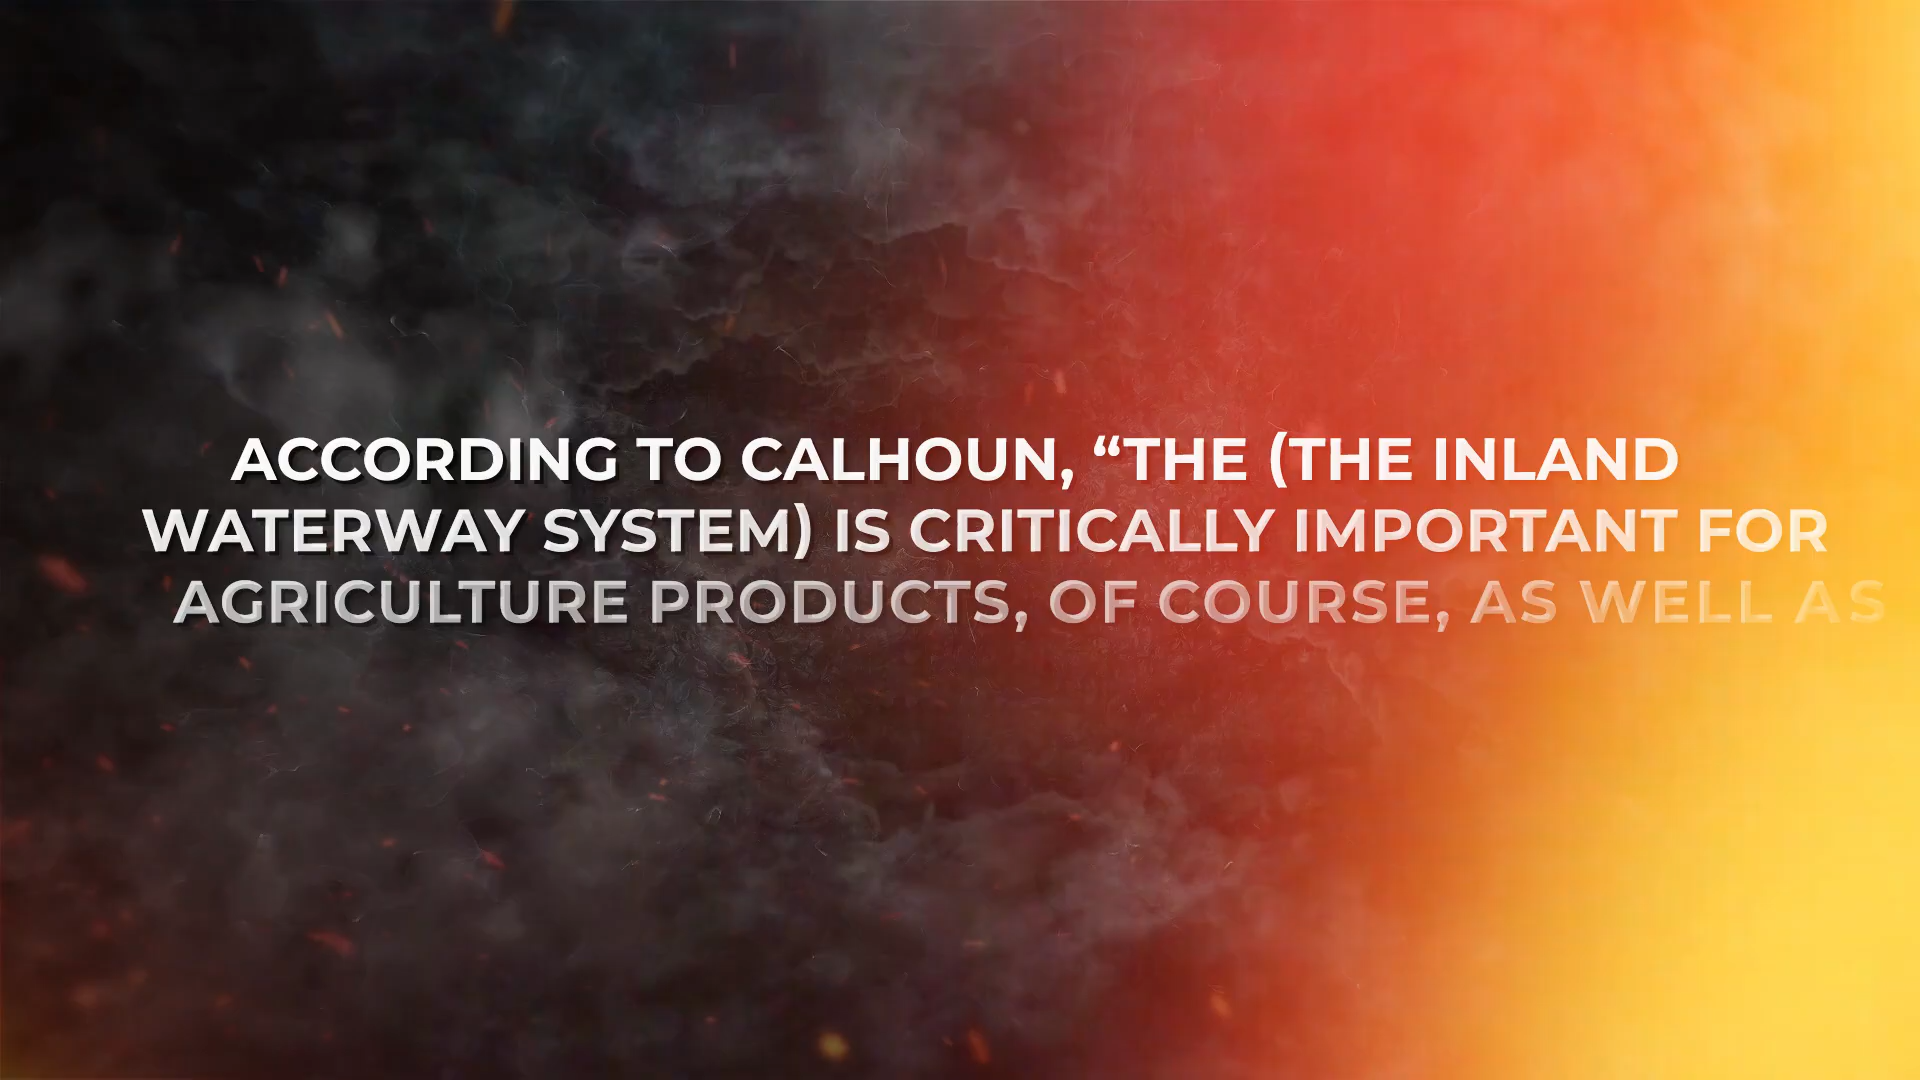 ACCORDING TO CALHOUN, “THE (THE INLAND
WATERWAY SYSTEM) IS CRITICALLY IMPORTANT FOR
AGRICULTURE PRODUCTS, OF COURSE, AS WELL AS